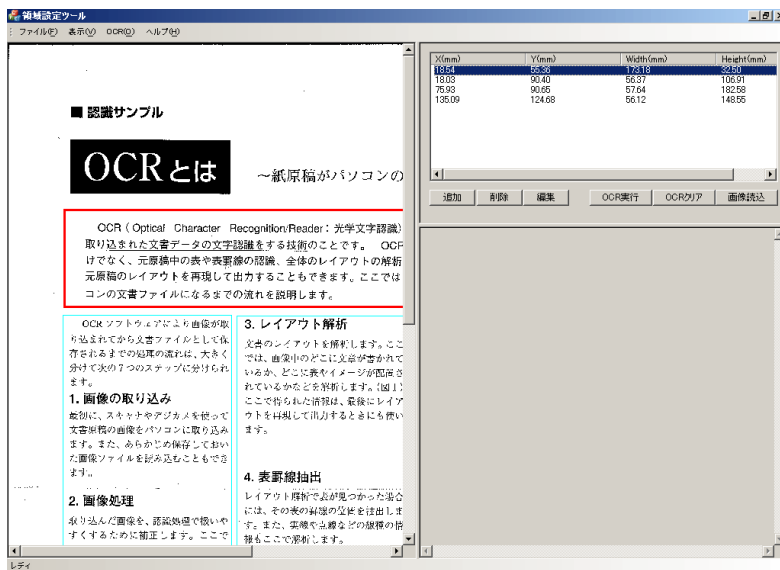 領域設定ツール
ファイル(F) 表示(V) OCR(O) ヘルプ(H)
■ 認識サンプル
OCRとは
～紙原稿がパソコンの
OCR ( Optical Character Recognition/Reader : 光学文字認識)
取り込まれた文書データの文字認識をする技術のことです。 OCR
けでなく、元原稿中の表や表罫線の認識、全体のレイアウトの解析
元原稿のレイアウトを再現して出力することもできます。ここでは
コンの文書ファイルになるまでの流れを説明します。
OCR ソフトウェアにより画像が取
り込まれてから文書ファイルとして保
存されるまでの処理の流れは、大きく
分けて次の７つのステップに分けられ
ます。
1. 画像の取り込み
最初に、スキャナやデジカメを使って
文書原稿の画像をパソコンに取り込み
ます。また、あらかじめ保存しておい
た画像ファイルを読み込むこともでき
ます。
2. 画像処理
取り込んだ画像を、認識処理で扱いや
すくするために補正します。ここで
3. レイアウト解析
文書のレイアウトを解析します。ここ
では、画像中のどこに文章が書かれて
いるか、どこに表やイメージが配置さ
れているかなどを解析します。(図１)
ここで得られた情報は、最後にレイア
ウトを再現して出力するときにも使い
ます。
4. 表罫線抽出
レイアウト解析で表が見つかった場合
には、その表の罫線の位置を抽出しま
す。また、実線や点線などの線種の情
報もここで解析します。
X(mm) Y(mm) Width(mm) Height(mm)
18.54 55.36 173.18 32.50
18.03 90.40 56.37 106.91
75.93 90.65 57.64 182.58
135.09 124.68 56.12 148.55
追加 削除 編集 OCR実行 OCRクリア 画像読込
レディ